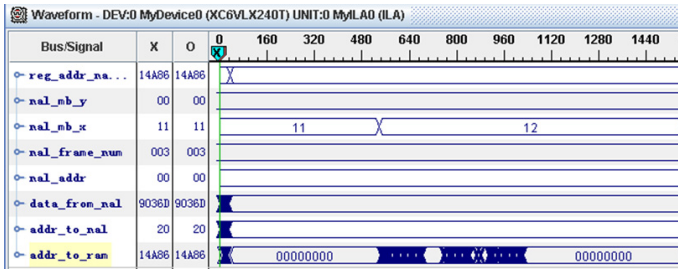 Waveform - DEV:0 MyDevice0 (XC6VLX240T) UNIT:0 MyILA0 (ILA)
Bus/Signal X O 0 160 320 480 640 800 960 1120 1280 1440
reg_addr_na... 14A86 14A86
nal_mb_y 00 00
nal_mb_x 11 11 11 12
nal_frame_num 003 003
nal_addr 00 00
data_from_nal 9036D 9036D
addr_to_nal 20 20
addr_to_ram 14A86 14A86 00000000 00000000